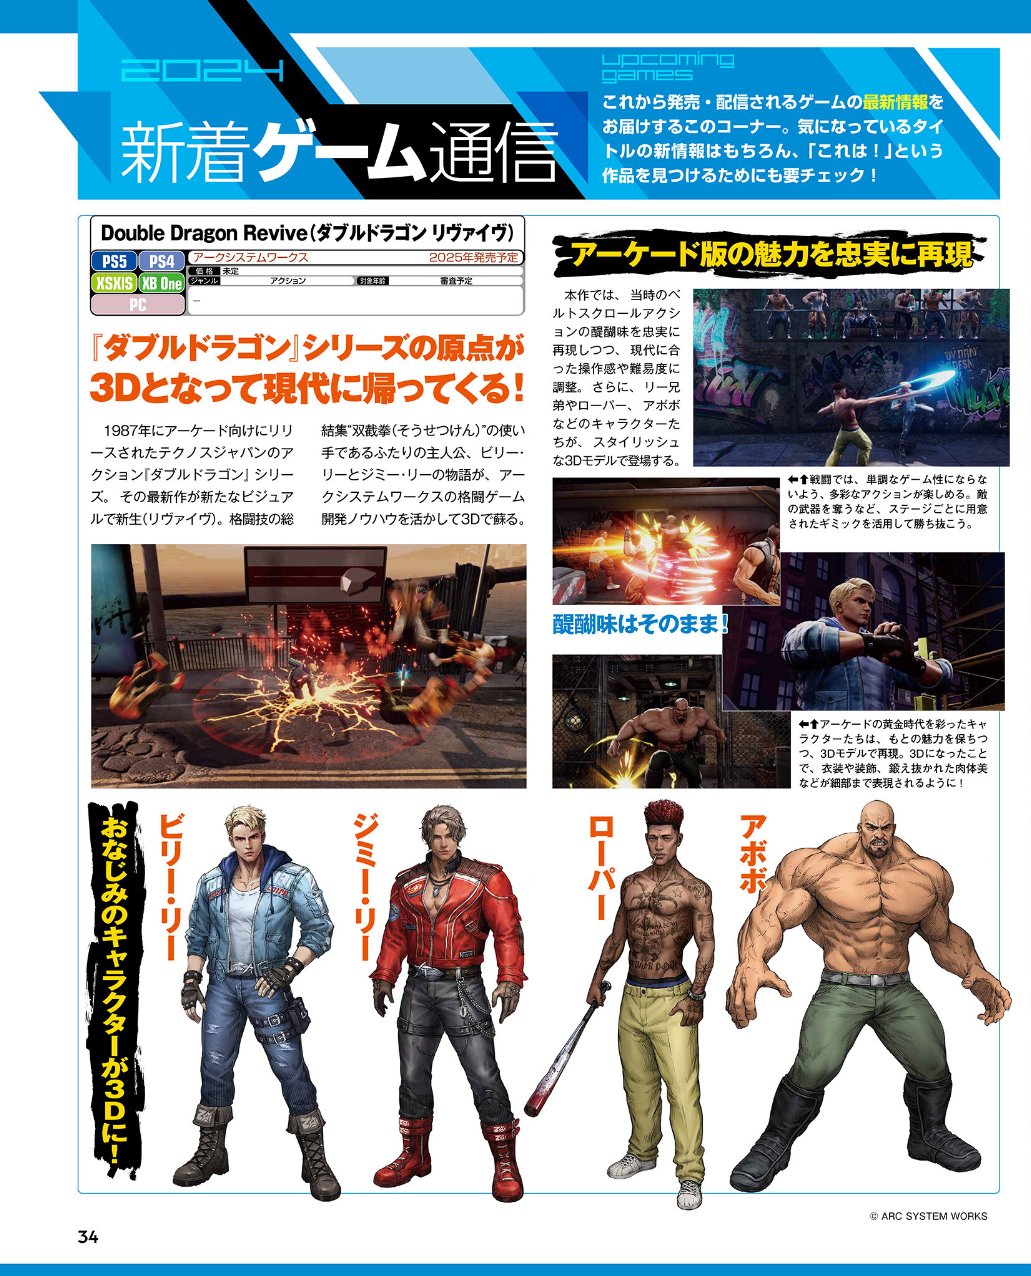 2024
新着ゲーム通信
upcoming
games
これから発売・配信されるゲームの最新情報を
お届けするこのコーナー。気になっているタイ
トルの新情報はもちろん、「これは！」という
作品を見つけるためにも要チェック！
Double Dragon Revive（ダブルドラゴン リヴァイヴ）
PS5 PS4
XSXIS XB One
PC
アークシステムワークス 2025年発売予定
価格 未定
ジャンル アクション 対象年齢 審査予定
–
『ダブルドラゴン』シリーズの原点が
3Dとなって現代に帰ってくる！
1987年にアーケード向けにリリ
ースされたテクノスジャパンのア
クション『ダブルドラゴン』シリー
ズ。その最新作が新たなビジュア
ルで新生（リヴァイヴ）。格闘技の総
結集“双截拳（そうせつけん）”の使い
手であるふたりの主人公、ビリー・
リーとジミー・リーの物語が、アー
クシステムワークスの格闘ゲーム
開発ノウハウを活かして3Dで蘇る。
アーケード版の魅力を忠実に再現
本作では、当時のベ
ルトスクロールアクシ
ョンの醍醐味を忠実に
再現しつつ、現代に合
った操作感や難易度に
調整。さらに、リー兄
弟やローパー、アボボ
などのキャラクターた
ちが、スタイリッシュ
な3Dモデルで登場する。
⬅⬆戦闘では、単調なゲーム性にならな
いよう、多彩なアクションが楽しめる。敵
の武器を奪うなど、ステージごとに用意
されたギミックを活用して勝ち抜こう。
醍醐味はそのまま！
⬅⬆アーケードの黄金時代を彩ったキャ
ラクターたちは、もとの魅力を保ちつ
つ、3Dモデルで再現。3Dになったこと
で、衣装や装飾、鍛え抜かれた肉体美
などが細部まで表現されるように！
おなじみのキャラクターが3Dに！
ビリー・リー
ジミー・リー
ローパー
アボボ
© ARC SYSTEM WORKS
34